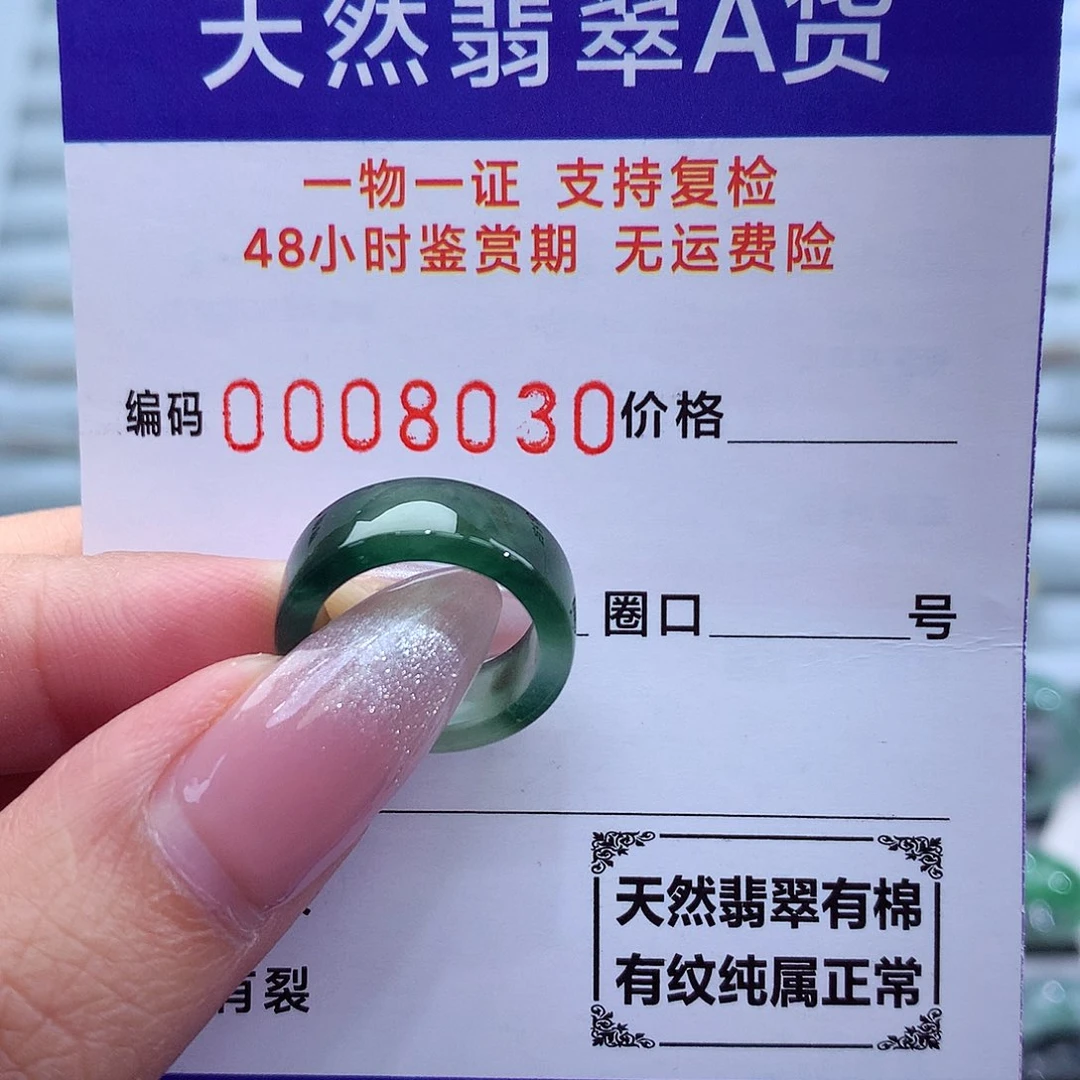 天然翡翠A货
一物一证 支持复检
48小时鉴赏期 无运费险
编码 0008030 价格
圈口 号
天然翡翠有棉
有纹纯属正常
有裂